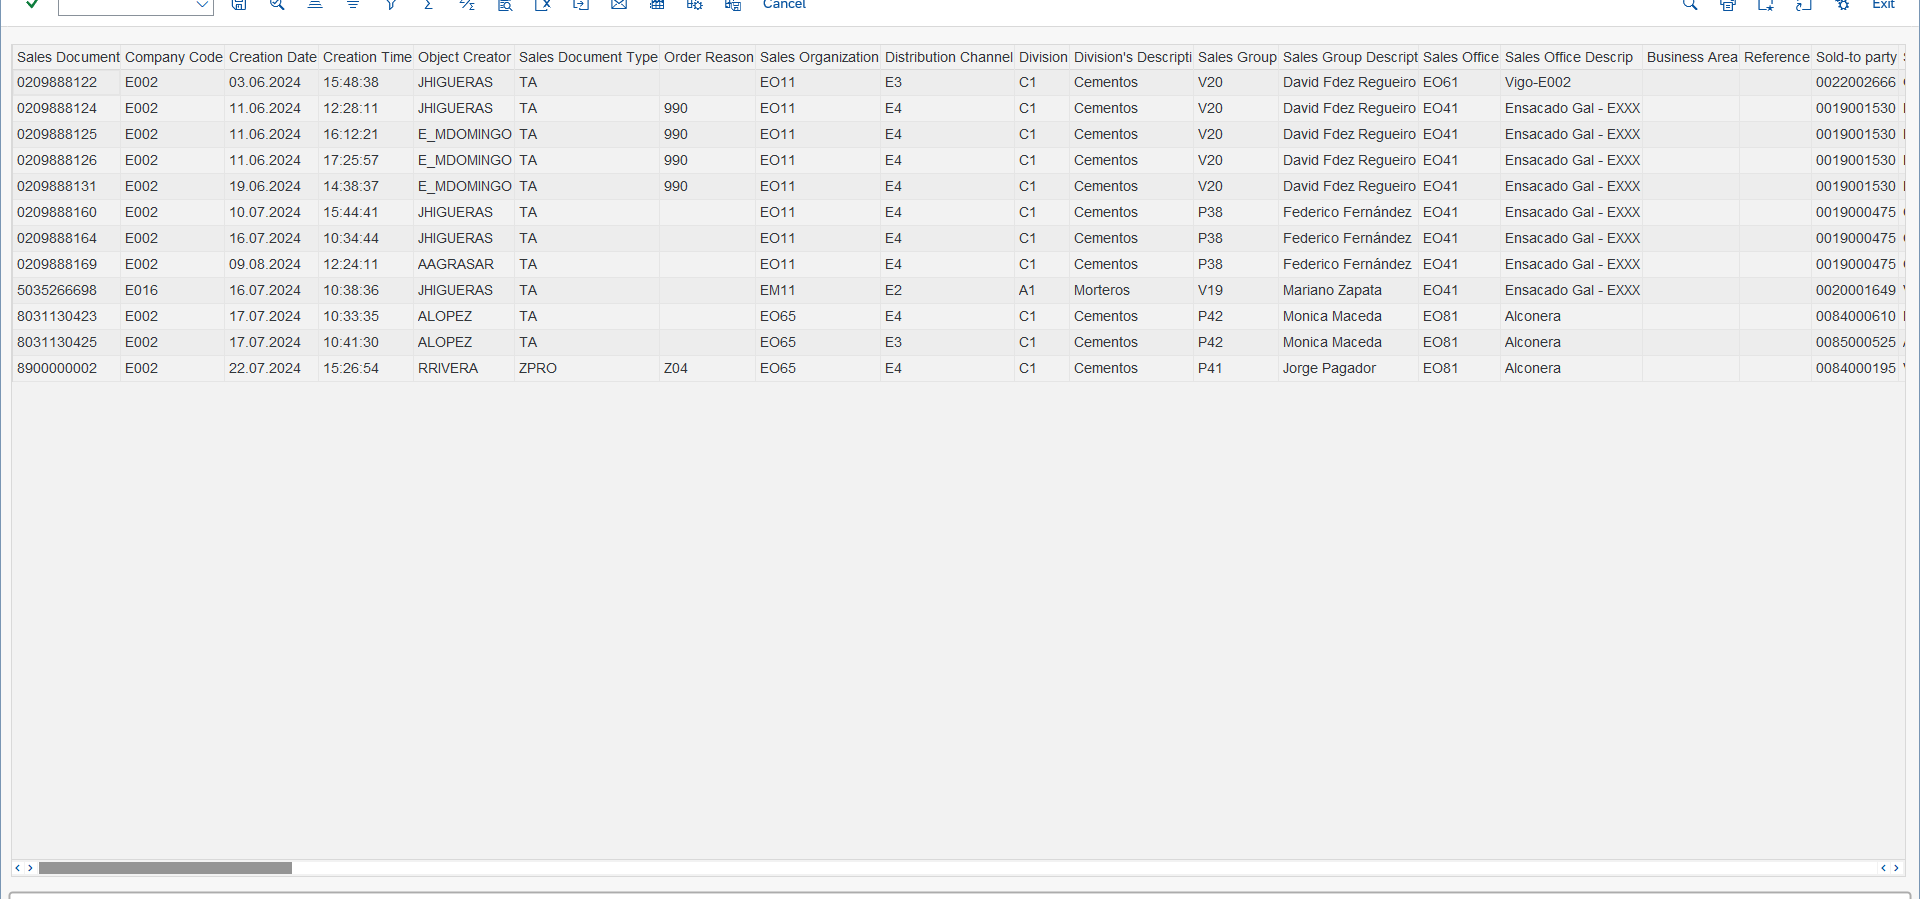 Cancel Exit
Sales Document Company Code Creation Date Creation Time Object Creator Sales Document Type Order Reason Sales Organization Distribution Channel Division Division's Descripti Sales Group Sales Group Descript Sales Office Sales Office Descrip Business Area Reference Sold-to party
0209888122 E002 03.06.2024 15:48:38 JHIGUERAS TA EO11 E3 C1 Cementos V20 David Fdez Regueiro EO61 Vigo-E002 0022002666
0209888124 E002 11.06.2024 12:28:11 JHIGUERAS TA 990 EO11 E4 C1 Cementos V20 David Fdez Regueiro EO41 Ensacado Gal - EXXX 0019001530
0209888125 E002 11.06.2024 16:12:21 E_MDOMINGO TA 990 EO11 E4 C1 Cementos V20 David Fdez Regueiro EO41 Ensacado Gal - EXXX 0019001530
0209888126 E002 11.06.2024 17:25:57 E_MDOMINGO TA 990 EO11 E4 C1 Cementos V20 David Fdez Regueiro EO41 Ensacado Gal - EXXX 0019001530
0209888131 E002 19.06.2024 14:38:37 E_MDOMINGO TA 990 EO11 E4 C1 Cementos V20 David Fdez Regueiro EO41 Ensacado Gal - EXXX 0019001530
0209888160 E002 10.07.2024 15:44:41 JHIGUERAS TA EO11 E4 C1 Cementos P38 Federico Fernández EO41 Ensacado Gal - EXXX 0019000475
0209888164 E002 16.07.2024 10:34:44 JHIGUERAS TA EO11 E4 C1 Cementos P38 Federico Fernández EO41 Ensacado Gal - EXXX 0019000475
0209888169 E002 09.08.2024 12:24:11 AAGRASAR TA EO11 E4 C1 Cementos P38 Federico Fernández EO41 Ensacado Gal - EXXX 0019000475
5035266698 E016 16.07.2024 10:38:36 JHIGUERAS TA EM11 E2 A1 Morteros V19 Mariano Zapata EO41 Ensacado Gal - EXXX 0020001649
8031130423 E002 17.07.2024 10:33:35 ALOPEZ TA EO65 E4 C1 Cementos P42 Monica Maceda EO81 Alconera 0084000610
8031130425 E002 17.07.2024 10:41:30 ALOPEZ TA EO65 E3 C1 Cementos P42 Monica Maceda EO81 Alconera 0085000525
8900000002 E002 22.07.2024 15:26:54 RRIVERA ZPRO Z04 EO65 E4 C1 Cementos P41 Jorge Pagador EO81 Alconera 0084000195